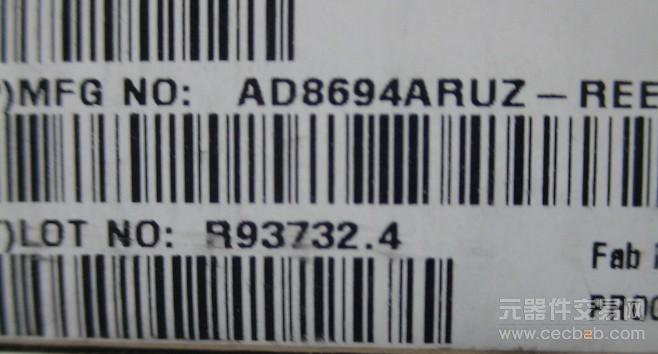 )MFG NO: AD8694ARUZ-REE
)LOT NO: R93732.4
Fab
元器件交易网
www.cecb2b.com